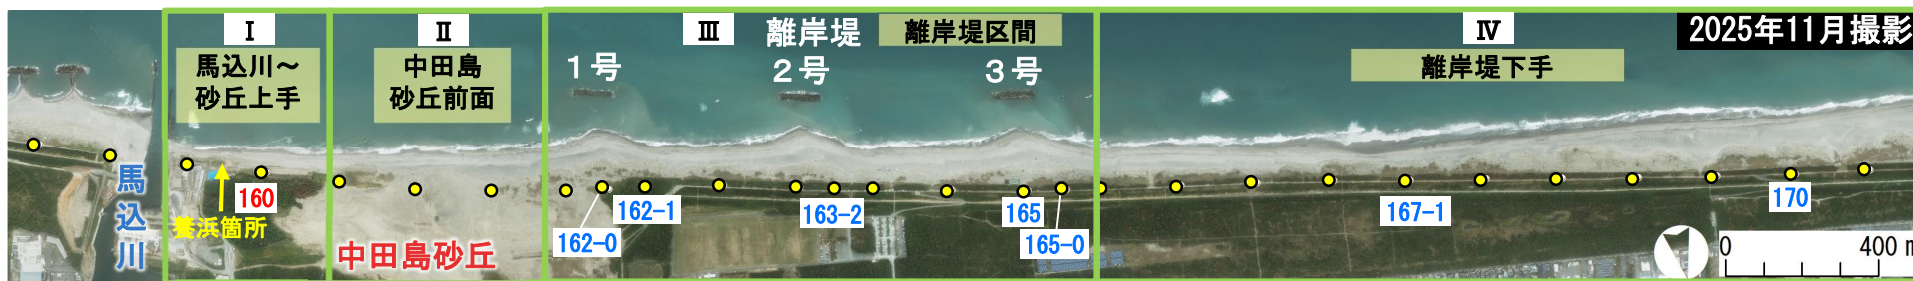 Ⅰ
馬込川～
砂丘上手
Ⅱ
中田島
砂丘前面
Ⅲ
離岸堤
離岸堤区間
1号
2号
3号
Ⅳ
離岸堤下手
2025年11月撮影
馬込川
養浜箇所
160
中田島砂丘
162-0
162-1
163-2
165
165-0
167-1
170
0
400 m